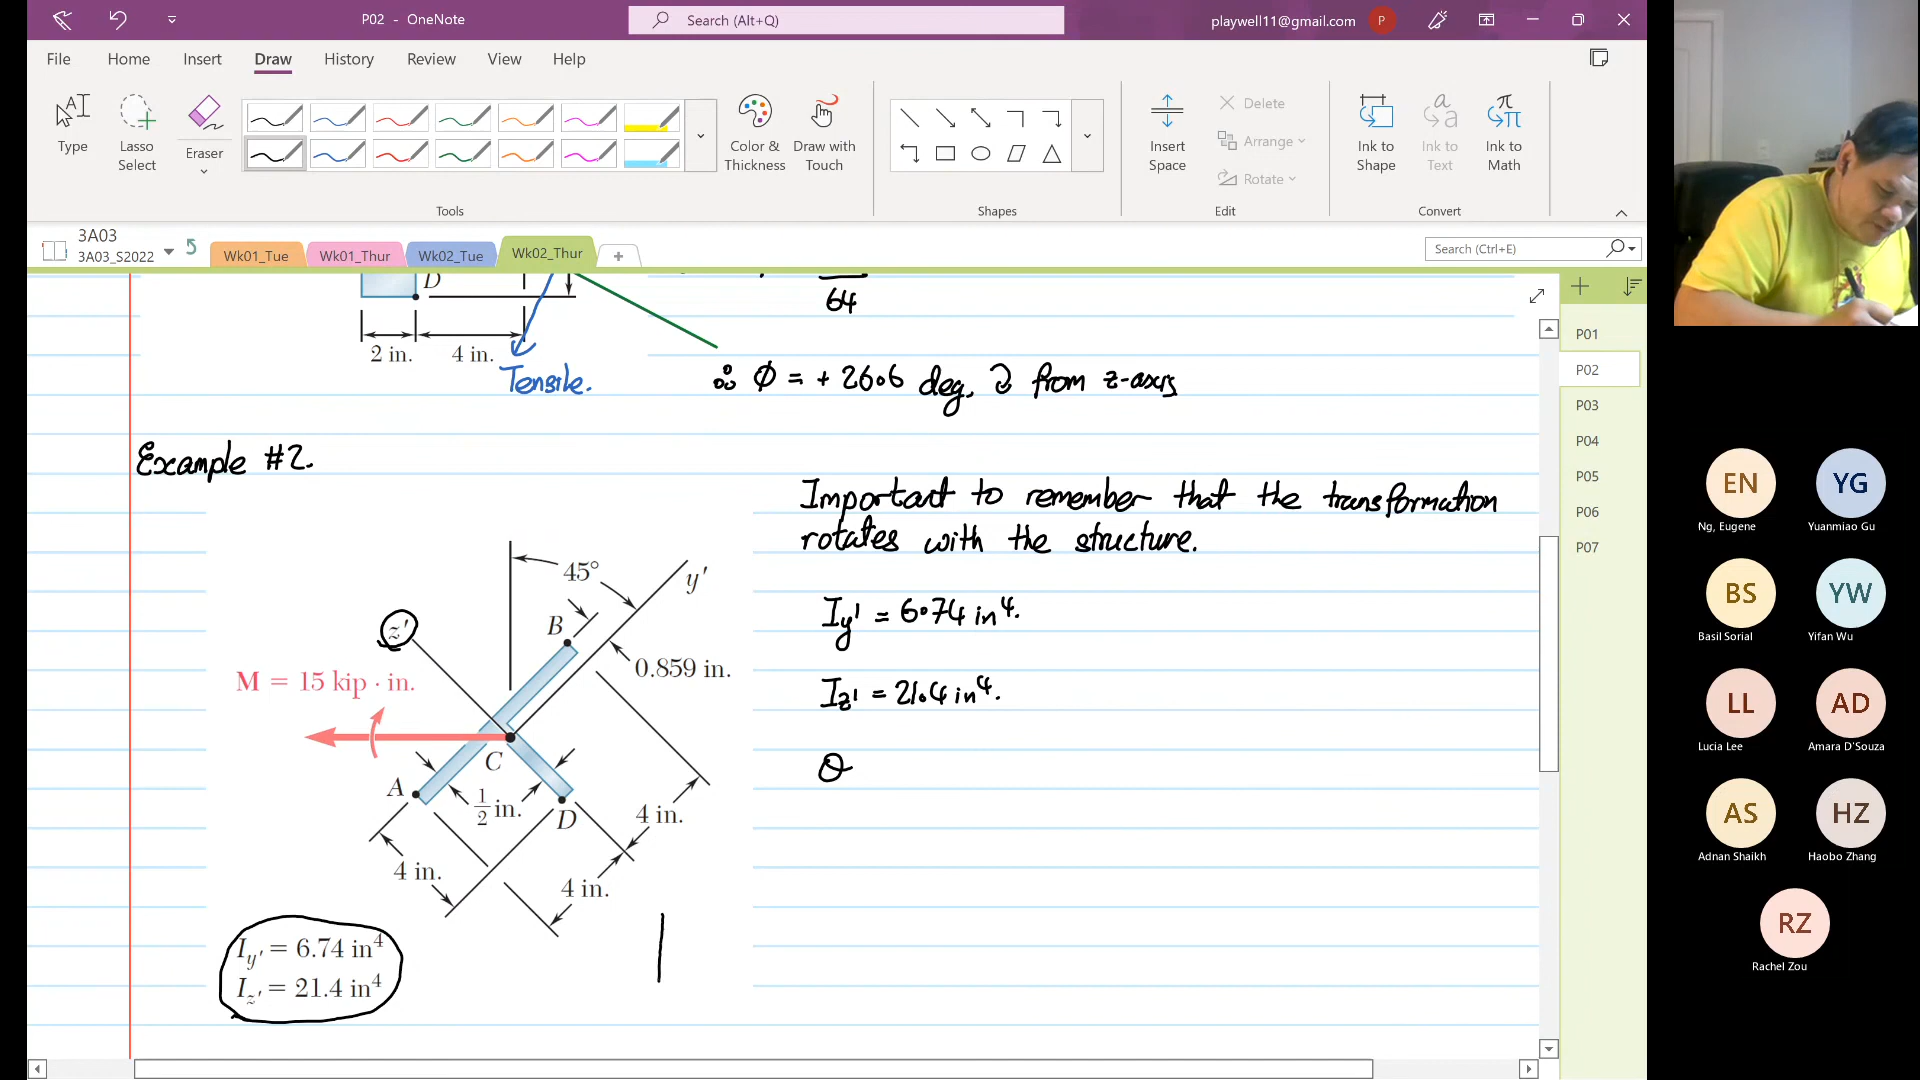 P02 - OneNote
Search (Alt+Q)
playwell11@gmail.com
P
File
Home
Insert
Draw
History
Review
View
Help
Type
Lasso Select
Eraser
Color & Thickness
Draw with Touch
Insert Space
Delete
Arrange
Rotate
Ink to Shape
Ink to Text
Ink to Math
Tools
Shapes
Edit
Convert
3A03
3A03_S2022
Wk01_Tue
Wk01_Thur
Wk02_Tue
Wk02_Thur
Search (Ctrl+E)
P01
P02
P03
P04
P05
P06
P07
D
64
2 in.
4 in.
Tensile.
∴ Ø = + 26.6 deg, ⤸ from z-axis
Example #2.
Important to remember that the transformation
rotates with the structure.
45°
y'
B
z'
0.859 in.
M = 15 kip · in.
C
A
1/2 in.
D
4 in.
4 in.
4 in.
Iy' = 6.74 in⁴.
Iz' = 21.4 in⁴.
θ
Iy' = 6.74 in⁴
Iz' = 21.4 in⁴
EN
Ng, Eugene
YG
Yuanmiao Gu
BS
Basil Sorial
YW
Yifan Wu
LL
Lucia Lee
AD
Amara D'Souza
AS
Adnan Shaikh
HZ
Haobo Zhang
RZ
Rachel Zou